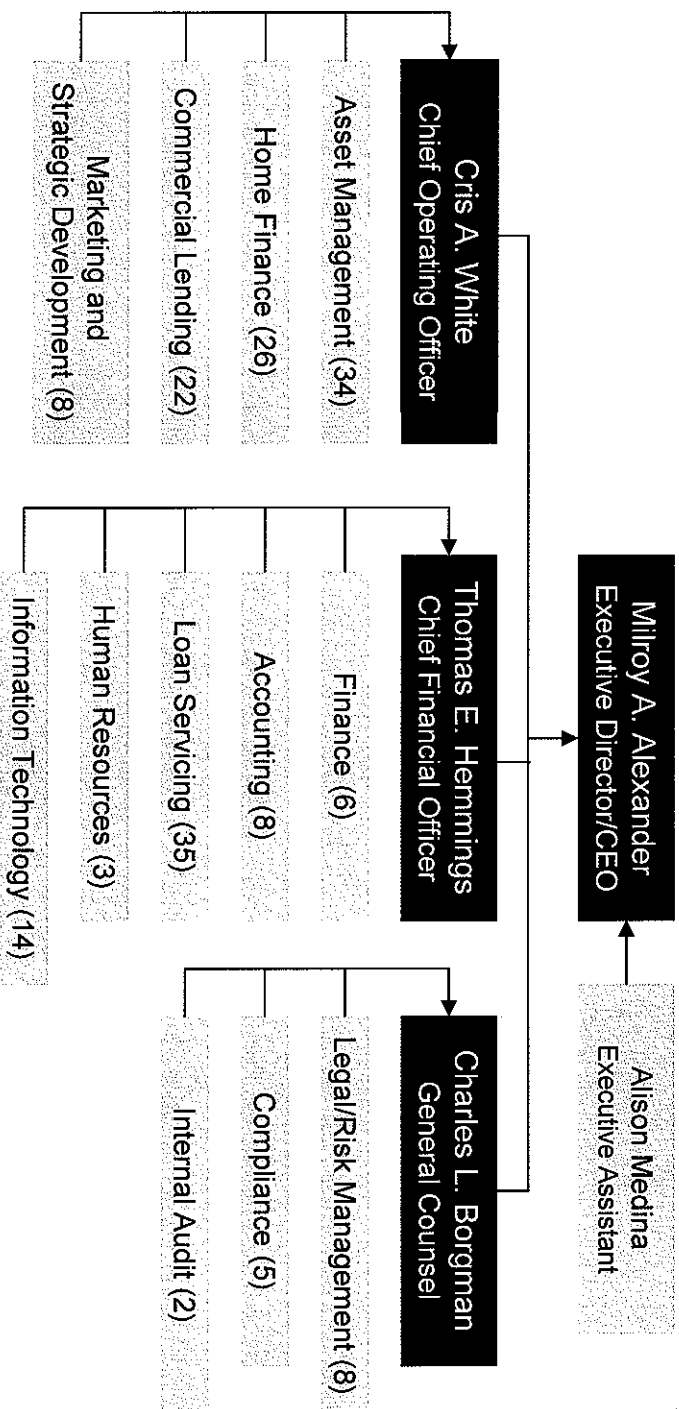 Milroy A. Alexander
Executive Director/CEO
Alison Medina
Executive Assistant
Cris A. White
Chief Operating Officer
Asset Management (34)
Home Finance (26)
Commercial Lending (22)
Marketing and
Strategic Development (8)
Thomas E. Hemmings
Chief Financial Officer
Finance (6)
Accounting (8)
Loan Servicing (35)
Human Resources (3)
Information Technology (14)
Charles L. Borgman
General Counsel
Legal/Risk Management (8)
Compliance (5)
Internal Audit (2)